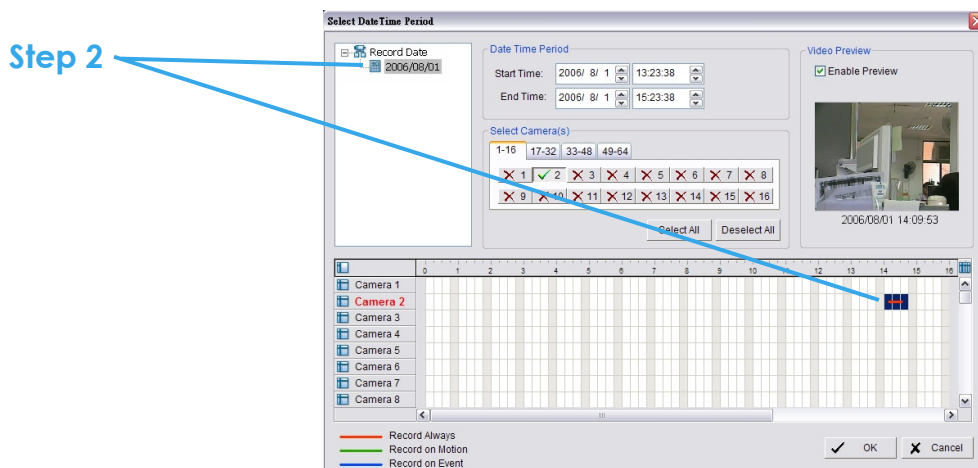 Select DateTime Period
Step 2
Record Date
2006/08/01
Date Time Period
Start Time: 2006/ 8/ 1 13:23:38
End Time: 2006/ 8/ 1 15:23:38
Select Camera(s)
1-16 17-32 33-48 49-64
1 2 3 4 5 6 7 8
9 10 11 12 13 14 15 16
Select All Deselect All
Video Preview
Enable Preview
2006/08/01 14:09:53
0 1 2 3 4 5 6 7 8 9 10 11 12 13 14 15 16
Camera 1
Camera 2
Camera 3
Camera 4
Camera 5
Camera 6
Camera 7
Camera 8
Record Always
Record on Motion
Record on Event
OK Cancel